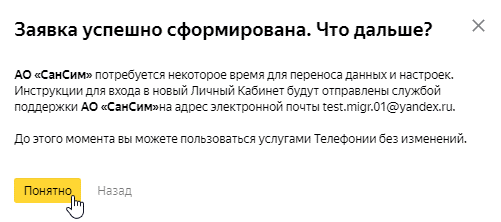 Заявка успешно сформирована. Что дальше?
АО «СанСим» потребуется некоторое время для переноса данных и настроек.
Инструкции для входа в новый Личный Кабинет будут отправлены службой
поддержки АО «СанСим»на адрес электронной почты test.migr.01@yandex.ru.
До этого момента вы можете пользоваться услугами Телефонии без изменений.
Понятно Назад